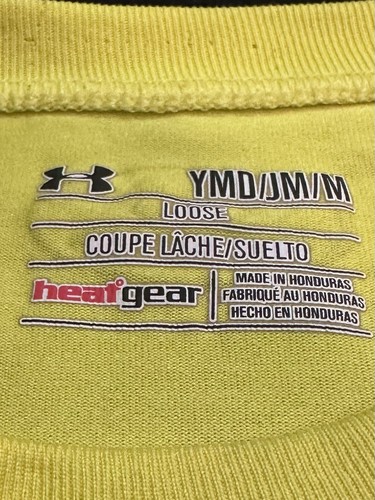 YMD/JM/M
LOOSE
COUPE LÂCHE/SUELTO
heatgear
MADE IN HONDURAS
FABRIQUÉ AU HONDURAS
HECHO EN HONDURAS